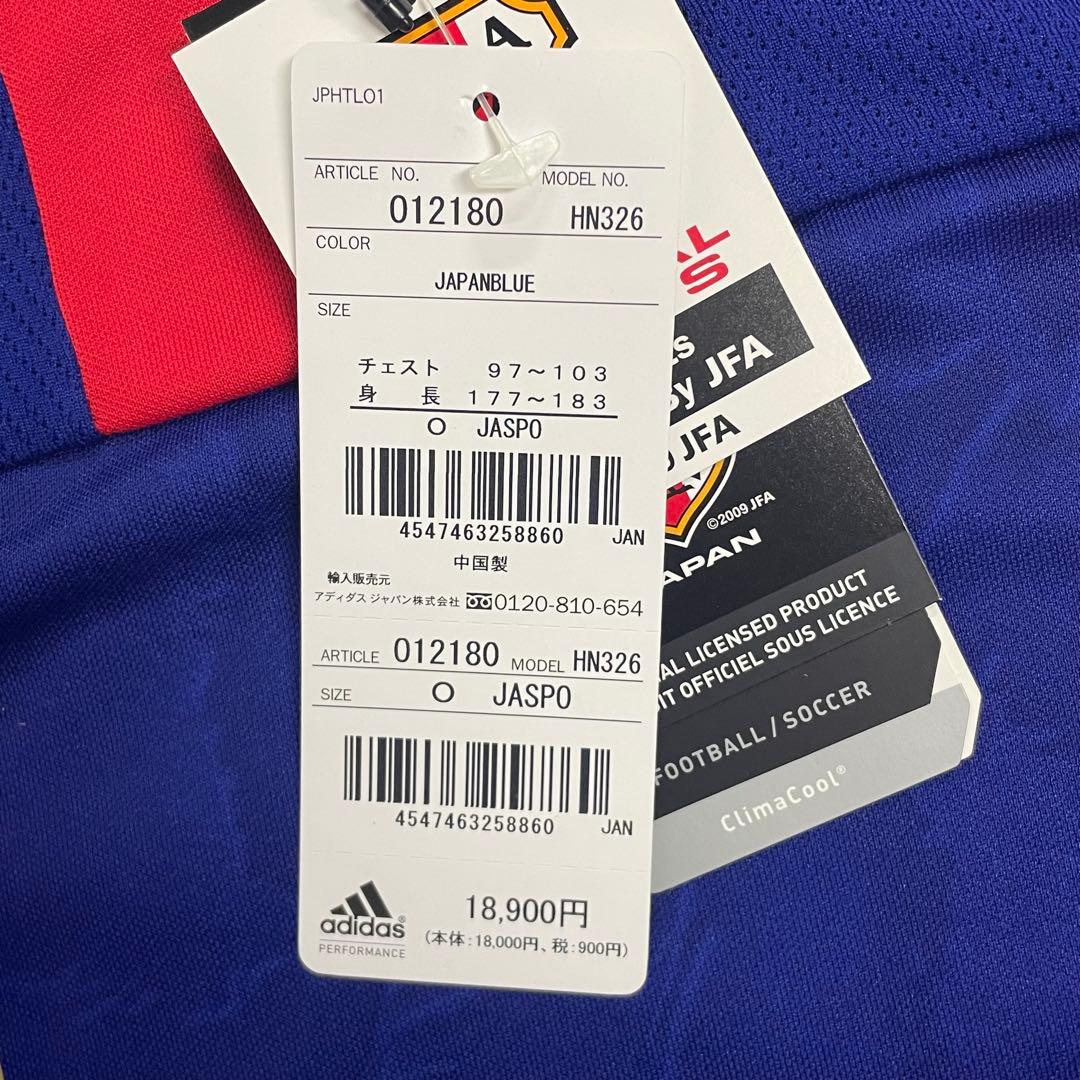 JPHTL01
ARTICLE NO. MODEL NO.
012180 HN326
COLOR
JAPANBLUE
SIZE
チェスト 97～103
身長 177～183
O JASPO
4547463258860 JAN
中国製
輸入販売元
アディダス ジャパン株式会社 0120-810-654
ARTICLE 012180 MODEL HN326
SIZE O JASPO
4547463258860 JAN
adidas®
PERFORMANCE
18,900円
(本体:18,000円、税:900円)
JFA
JFA
©2009 JFA
LICENSED PRODUCT
OFFICIEL SOUS LICENCE
FOOTBALL / SOCCER
ClimaCool®